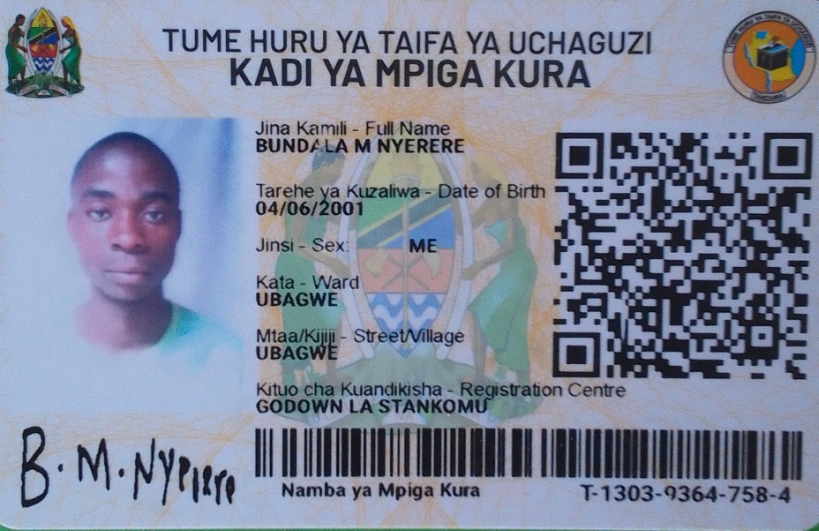 TUME HURU YA TAIFA YA UCHAGUZI
KADI YA MPIGA KURA
Jina Kamili - Full Name
BUNDALA M NYERERE
Tarehe ya Kuzaliwa - Date of Birth
04/06/2001
Jinsi - Sex: ME
Kata - Ward
UBAGWE
Mtaa/Kijiji - Street/Village
UBAGWE
Kituo cha Kuandikisha - Registration Centre
GODOWN LA STANKOMU
B. M. Nyerere
Namba ya Mpiga Kura T-1303-9364-758-4